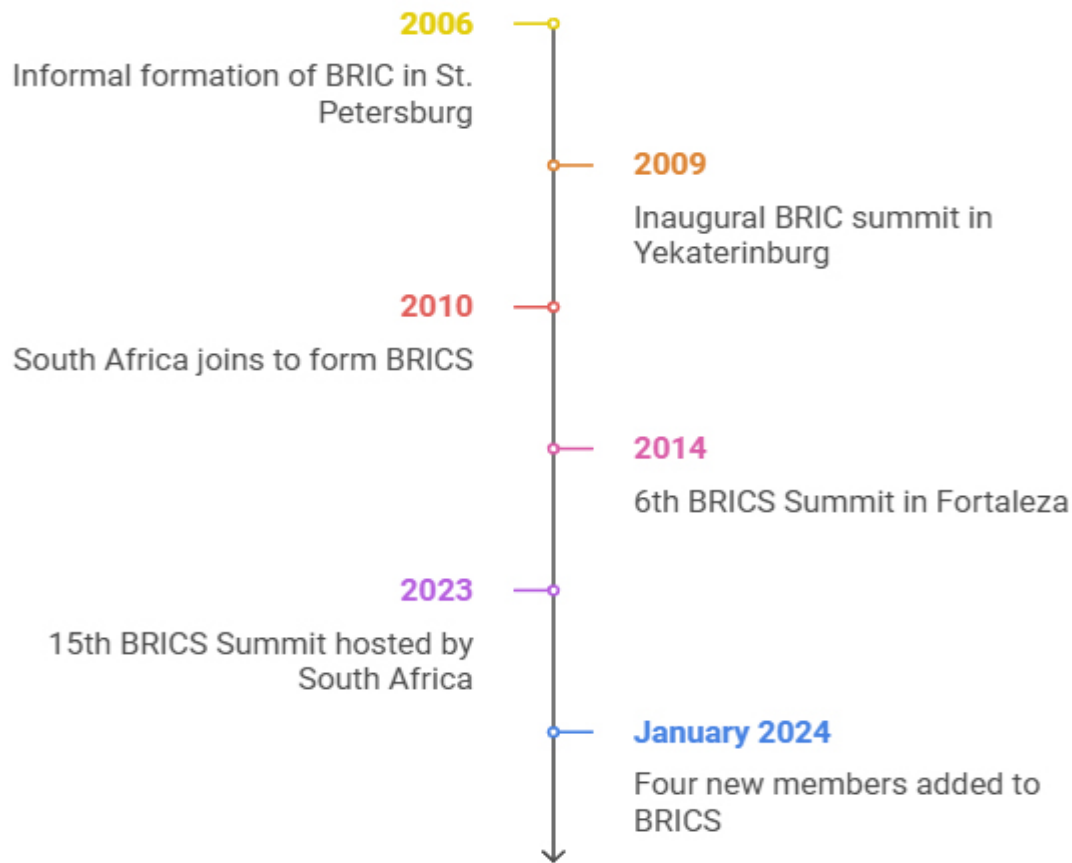 2006
Informal formation of BRIC in St.
Petersburg
2009
Inaugural BRIC summit in
Yekaterinburg
2010
South Africa joins to form BRICS
2014
6th BRICS Summit in Fortaleza
2023
15th BRICS Summit hosted by
South Africa
January 2024
Four new members added to
BRICS